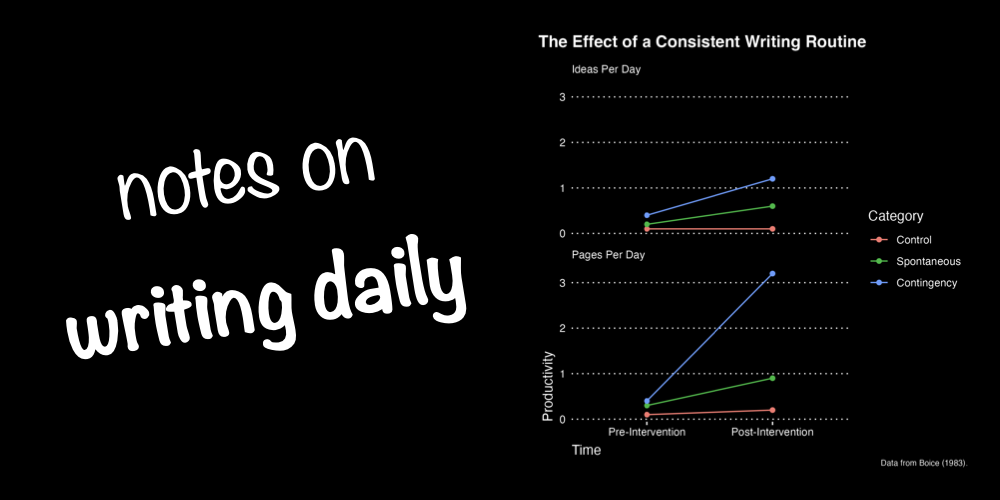 notes on
writing daily
The Effect of a Consistent Writing Routine
Ideas Per Day
3
2
1
0
Pages Per Day
3
2
1
0
Productivity
Pre-Intervention
Post-Intervention
Time
Category
Control
Spontaneous
Contingency
Data from Boice (1983).